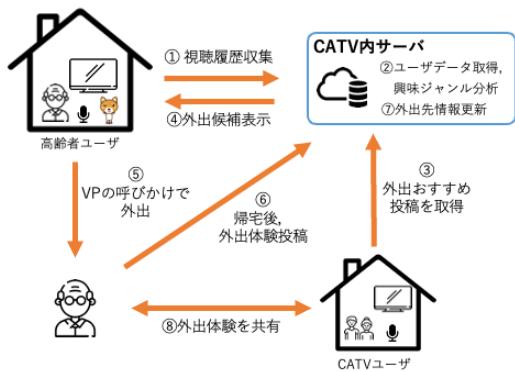 ①視聴履歴収集
CATV内サーバ
②ユーザデータ取得,
興味ジャンル分析
⑦外出先情報更新
④外出候補表示
高齢者ユーザ
⑤
VPの呼びかけで
外出
⑥
帰宅後,
外出体験投稿
③
外出おすすめ
投稿を取得
⑧外出体験を共有
CATVユーザ